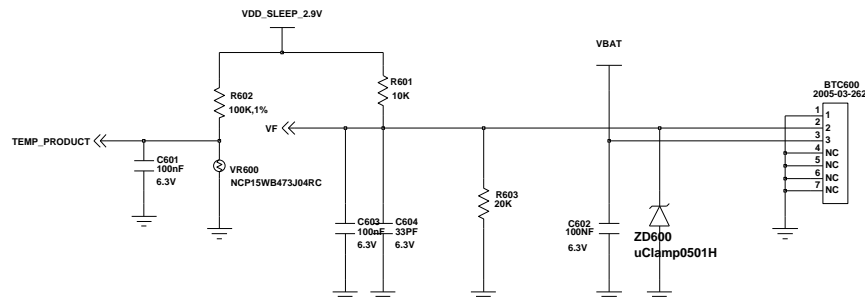 VDD_SLEEP_2.9V
VBAT
BTC600
2005-03-262
R602
100K,1%
R601
10K
TEMP_PRODUCT
VF
1 1
2 2
3 3
4 NC
5 NC
6 NC
7 NC
C601
100nF
6.3V
VR600
NCP15WB473J04RC
R603
20K
C603
100nF
6.3V
C604
33PF
6.3V
C602
100NF
6.3V
ZD600
uClamp0501H